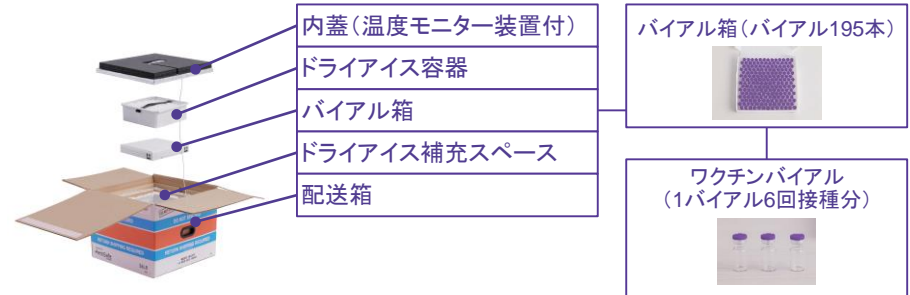 内蓋(温度モニター装置付)
ドライアイス容器
バイアル箱
ドライアイス補充スペース
配送箱
バイアル箱(バイアル195本)
ワクチンバイアル
(1バイアル6回接種分)
RETURN SHIPPING REQUIRED